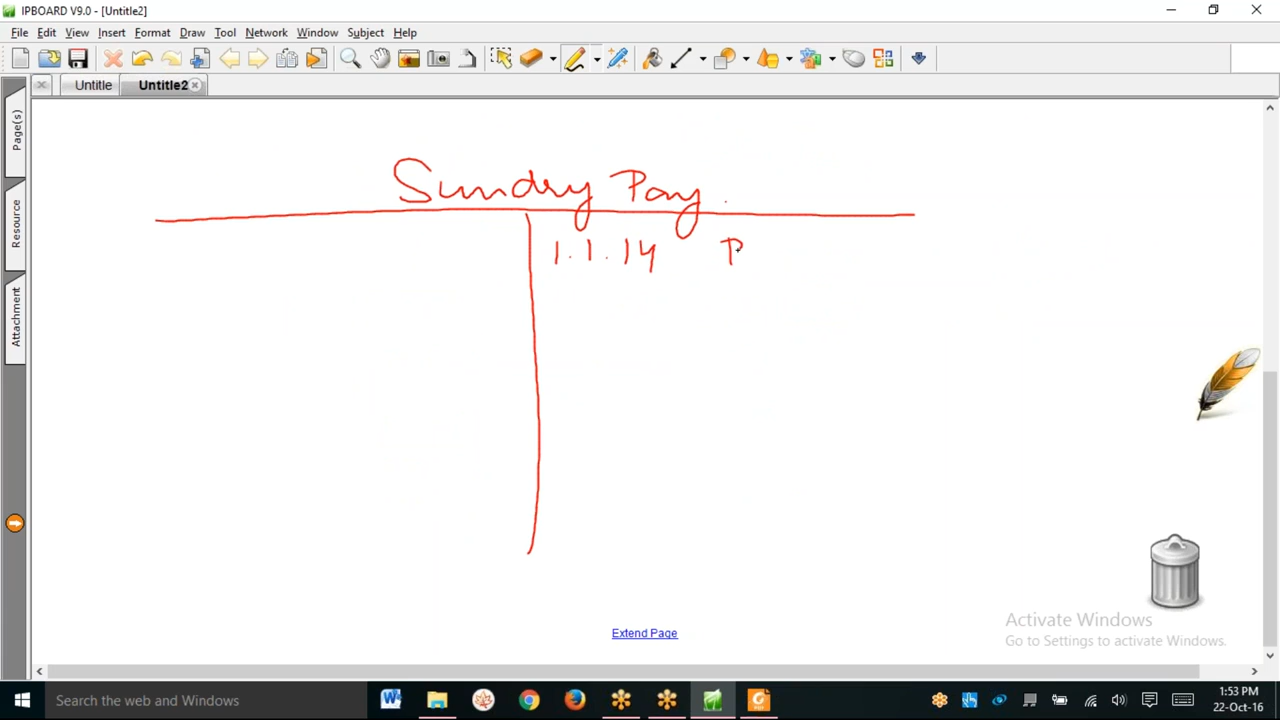 IPBOARD V9.0 - [Untitle2]
File Edit View Insert Format Draw Tool Network Window Subject Help
Untitle Untitle2
Page(s)
Resource
Attachment
Sundry Pay.
1.1.14 P
Extend Page
Activate Windows
Go to Settings to activate Windows.
Search the web and Windows
1:53 PM
22-Oct-16